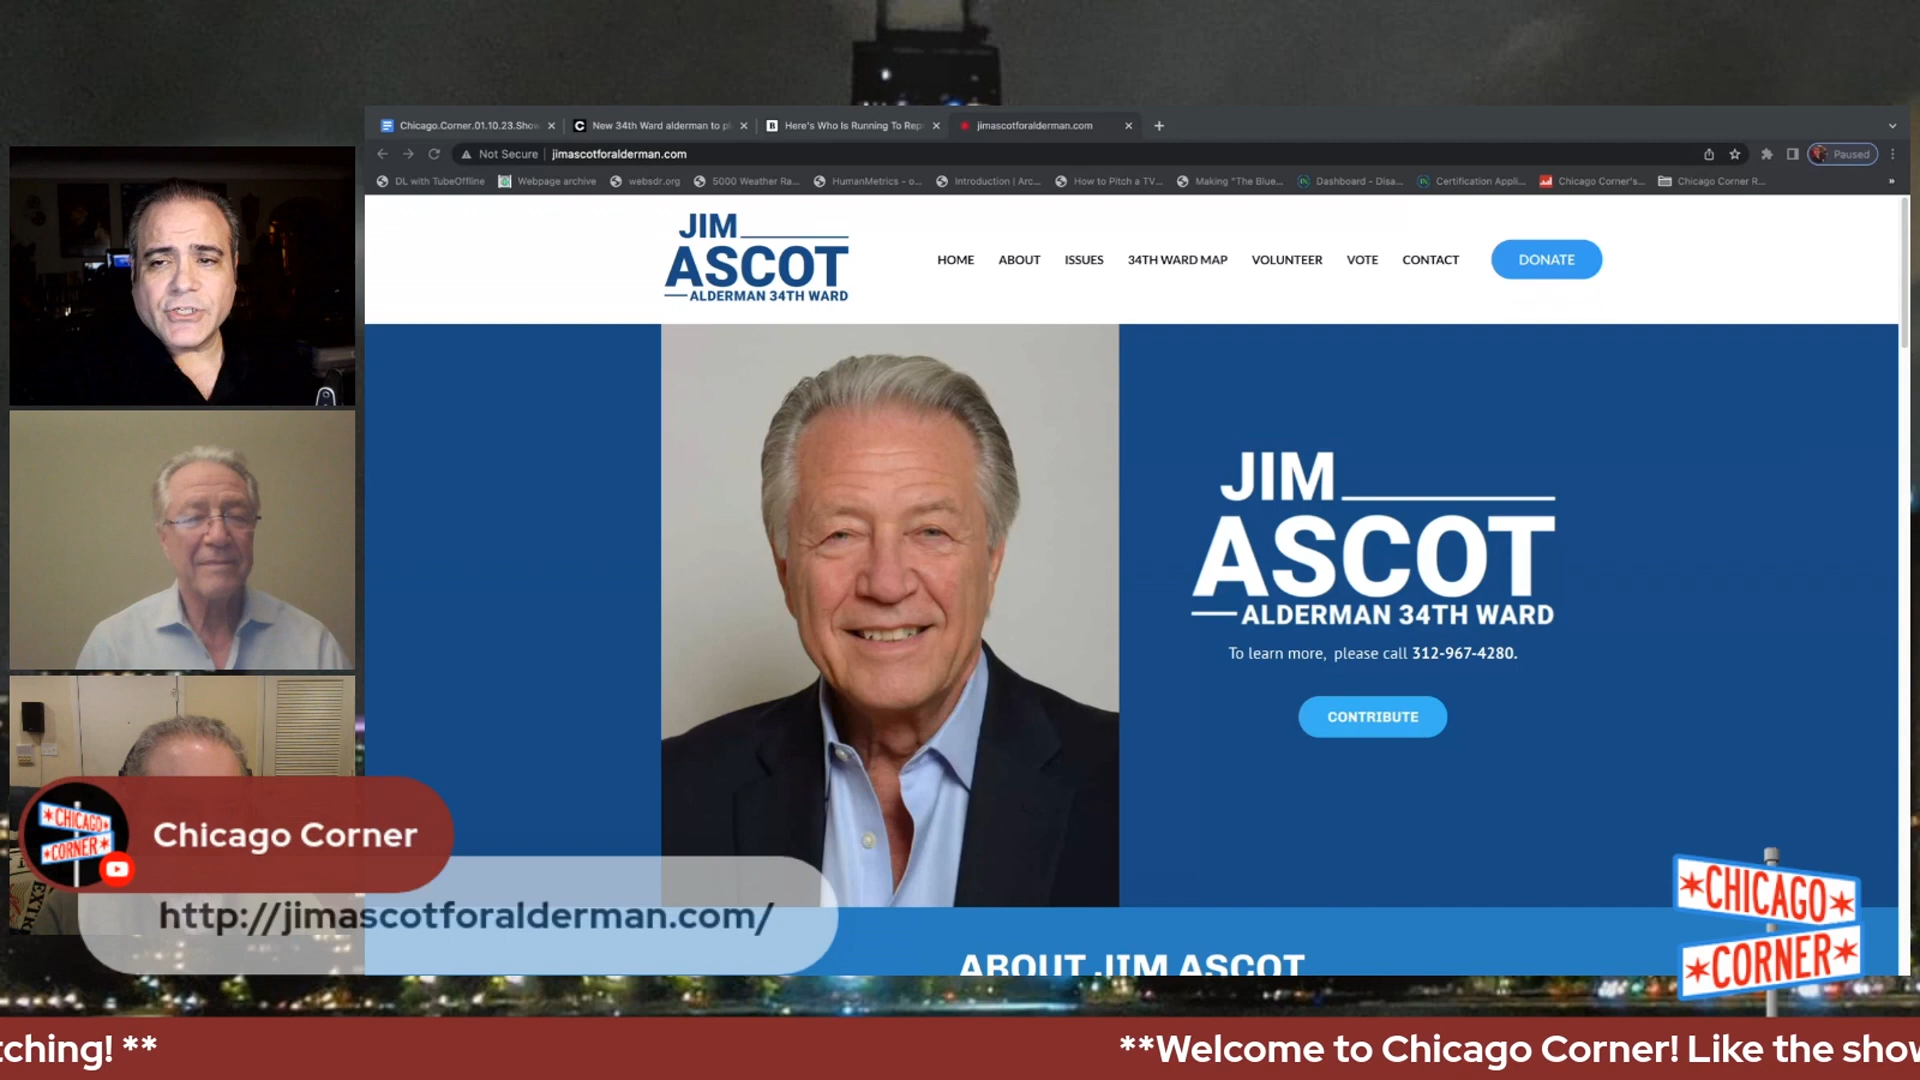 Chicago.Corner.01.10.23.Show
New 34th Ward alderman to pl
Here's Who Is Running To Rep
jimascotforalderman.com
Not Secure
jimascotforalderman.com
Paused
DL with TubeOffline
Webpage archive
websdr.org
5000 Weather Ra...
HumanMetrics - o...
Introduction | Arc...
How to Pitch a TV...
Making "The Blue...
Dashboard - Disa...
Certification Appli...
Chicago Corner's...
Chicago Corner R...
»
JIM
ASCOT
ALDERMAN 34TH WARD
HOME
ABOUT
ISSUES
34TH WARD MAP
VOLUNTEER
VOTE
CONTACT
DONATE
JIM
ASCOT
ALDERMAN 34TH WARD
To learn more, please call 312-967-4280.
CONTRIBUTE
ABOUT JIM ASCOT
CHICAGO
CORNER
Chicago Corner
http://jimascotforalderman.com/
CHICAGO
CORNER
tching! **
**Welcome to Chicago Corner! Like the show